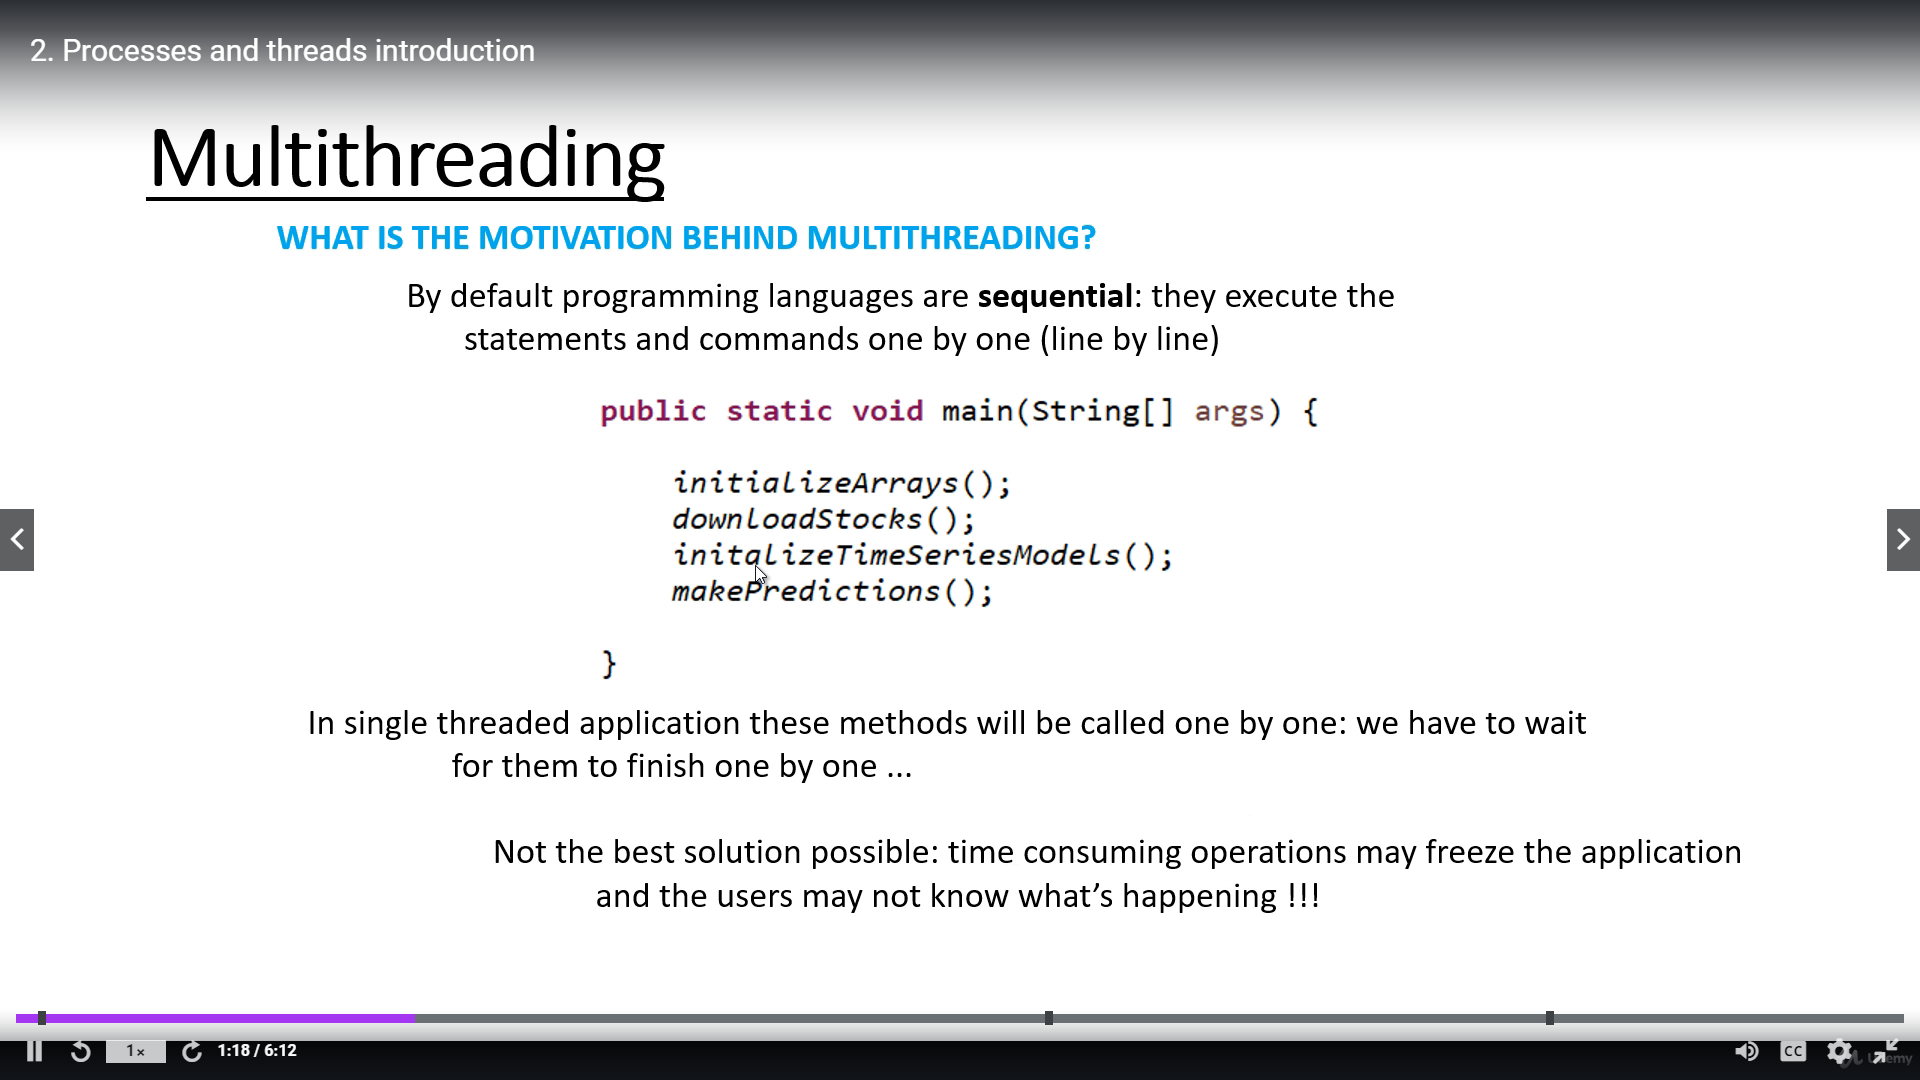 2. Processes and threads introduction
Multithreading
WHAT IS THE MOTIVATION BEHIND MULTITHREADING?
By default programming languages are sequential: they execute the
statements and commands one by one (line by line)
public static void main(String[] args) {
initializeArrays();
downloadStocks();
initalizeTimeSeriesModels();
makePredictions();
}
In single threaded application these methods will be called one by one: we have to wait
for them to finish one by one ...
Not the best solution possible: time consuming operations may freeze the application
and the users may not know what’s happening !!!
1x
1:18 / 6:12
CC